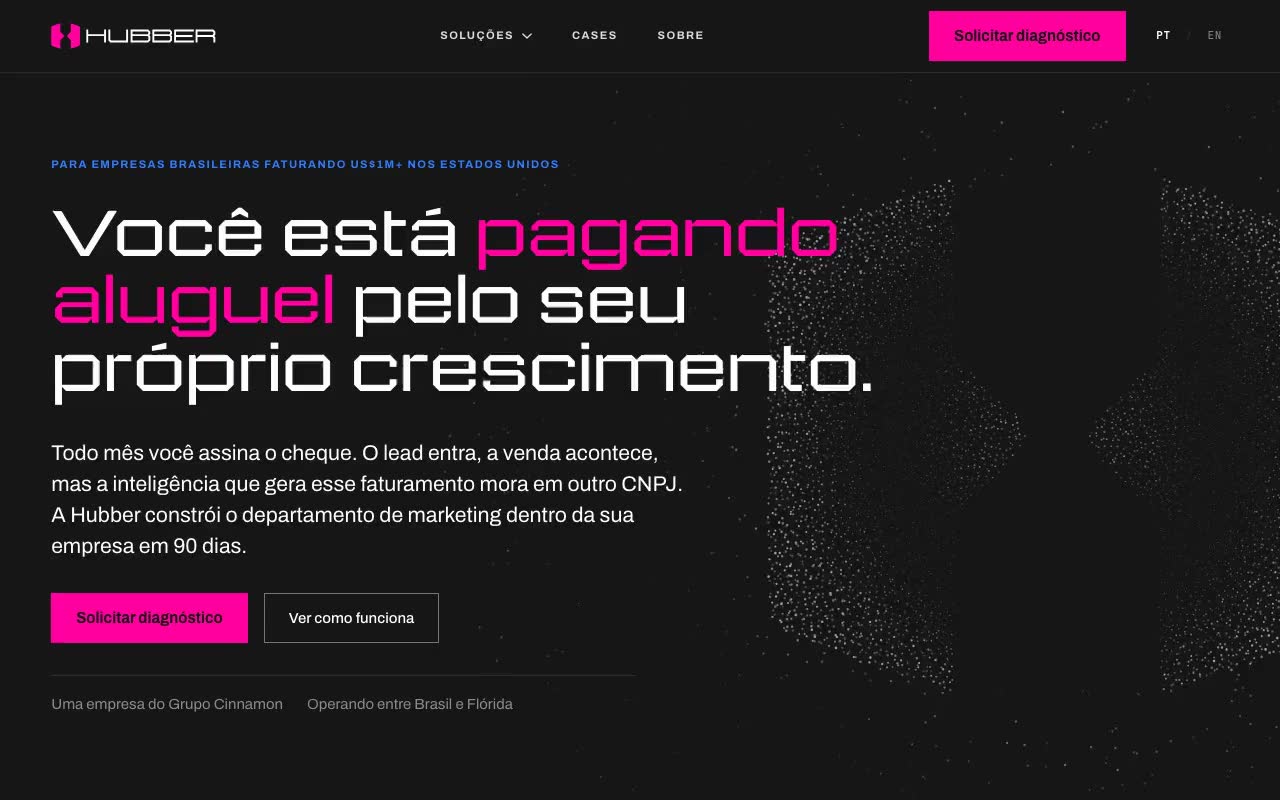 HUBBER
SOLUÇÕES
CASES
SOBRE
Solicitar diagnóstico
PT / EN
PARA EMPRESAS BRASILEIRAS FATURANDO US$1M+ NOS ESTADOS UNIDOS
Você está pagando
aluguel pelo seu
próprio crescimento.
Todo mês você assina o cheque. O lead entra, a venda acontece,
mas a inteligência que gera esse faturamento mora em outro CNPJ.
A Hubber constrói o departamento de marketing dentro da sua
empresa em 90 dias.
Solicitar diagnóstico
Ver como funciona
Uma empresa do Grupo Cinnamon
Operando entre Brasil e Flórida